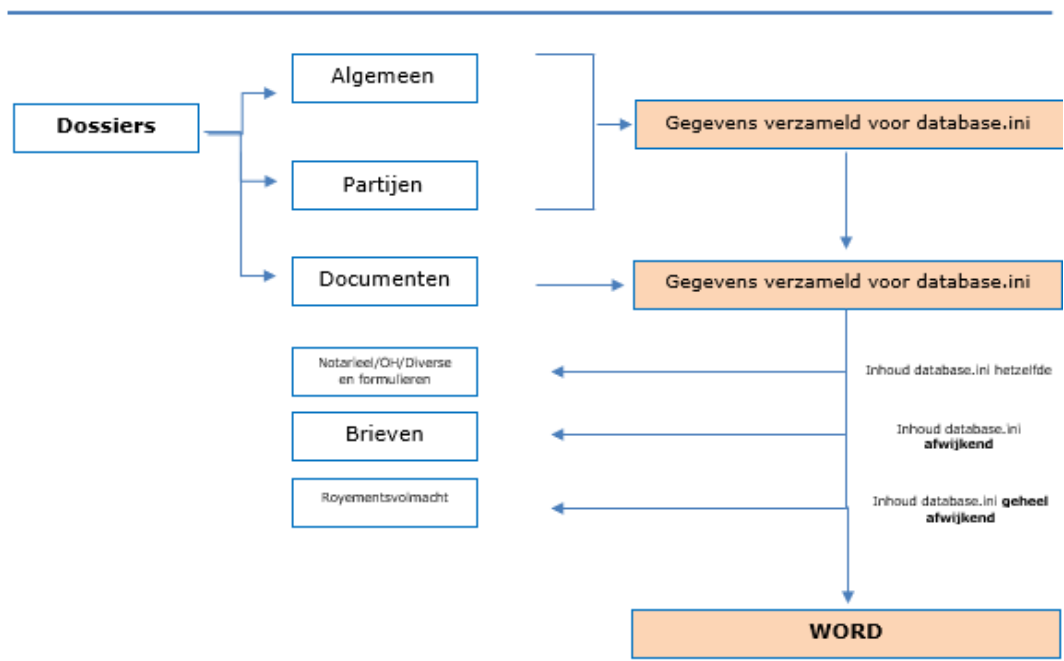 Algemeen
Dossiers
Gegevens verzameld voor database.ini
Partijen
Documenten
Gegevens verzameld voor database.ini
Notarieel/OH/Diverse
en formulieren
Inhoud database.ini hetzelfde
Brieven
Inhoud database.ini
afwijkend
Royementsvolmacht
Inhoud database.ini geheel
afwijkend
WORD